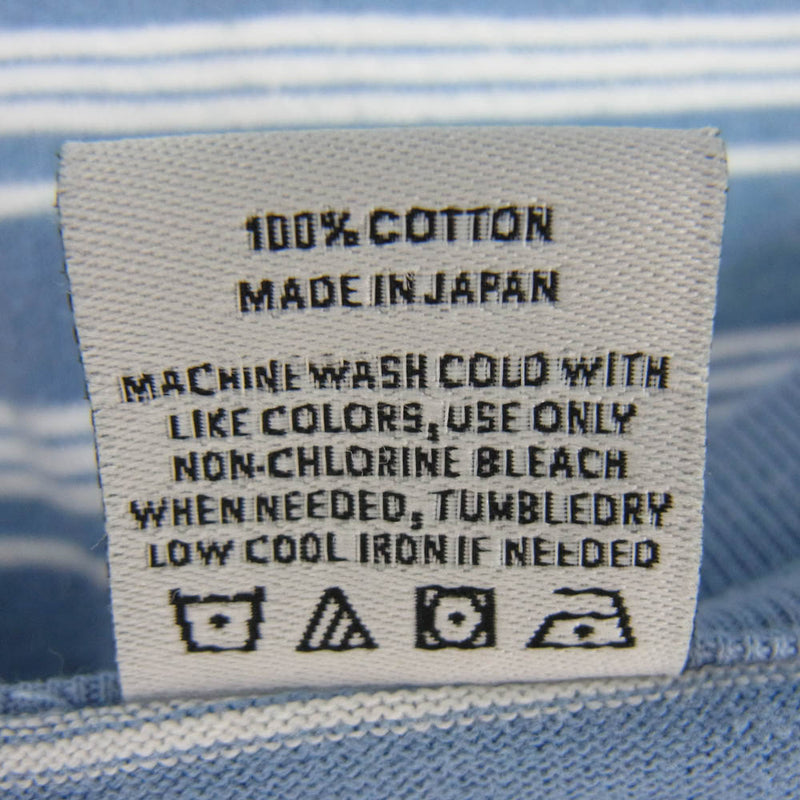 100% COTTON
MADE IN JAPAN
MACHINE WASH COLD WITH
LIKE COLORS, USE ONLY
NON-CHLORINE BLEACH
WHEN NEEDED, TUMBLEDRY
LOW COOL IRON IF NEEDED